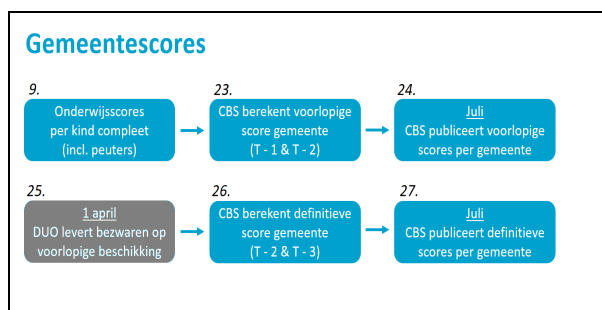 Gemeentescores
9.
Onderwijsscores
per kind compleet
(incl. peuters)
23.
CBS berekent voorlopige
score gemeente
(T - 1 & T - 2)
24.
Juli
CBS publiceert voorlopige
scores per gemeente
25.
1 april
DUO levert bezwaren op
voorlopige beschikking
26.
CBS berekent definitieve
score gemeente
(T - 2 & T - 3)
27.
Juli
CBS publiceert definitieve
scores per gemeente